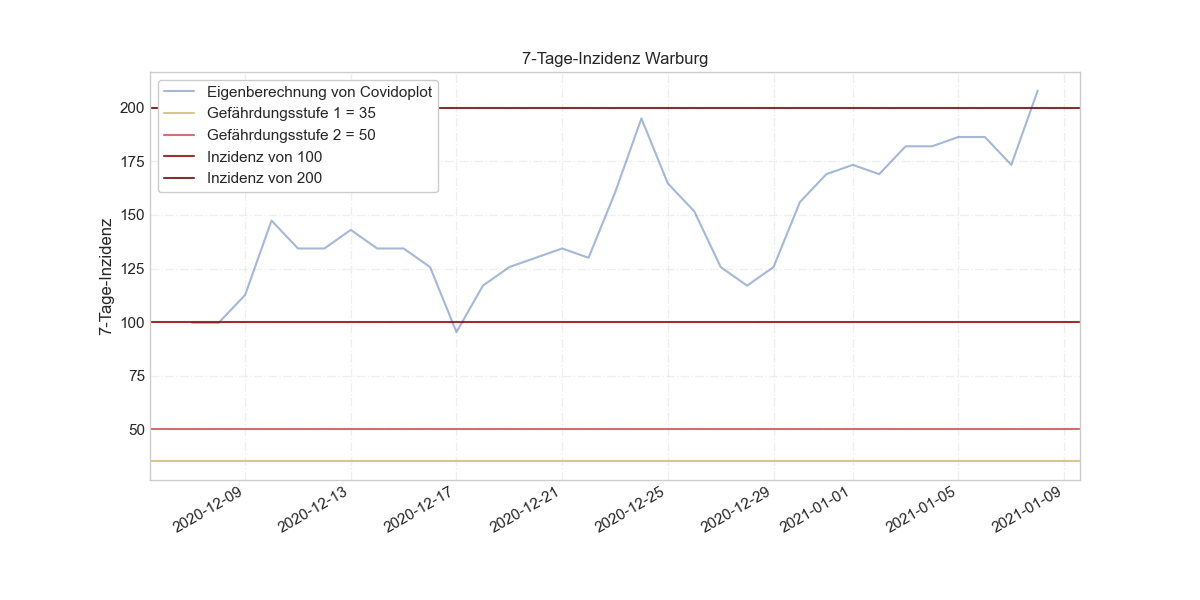 7-Tage-Inzidenz Warburg
Eigenberechnung von Covidoplot
Gefährdungsstufe 1 = 35
Gefährdungsstufe 2 = 50
Inzidenz von 100
Inzidenz von 200
7-Tage-Inzidenz
200
175
150
125
100
75
50
2020-12-09
2020-12-13
2020-12-17
2020-12-21
2020-12-25
2020-12-29
2021-01-01
2021-01-05
2021-01-09